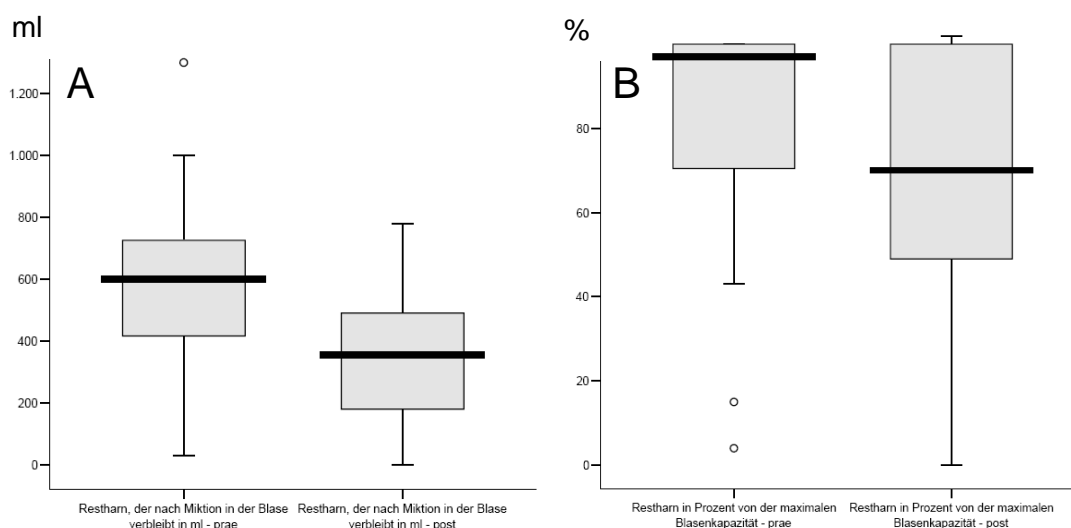 ml
A
1.200
1.000
800
600
400
200
0
Restharn, der nach Miktion in der Blase
verbleibt in ml - prae
Restharn, der nach Miktion in der Blase
verbleibt in ml - post
%
B
80
60
40
20
0
Restharn in Prozent von der maximalen
Blasenkapazität - prae
Restharn in Prozent von der maximalen
Blasenkapazität - post